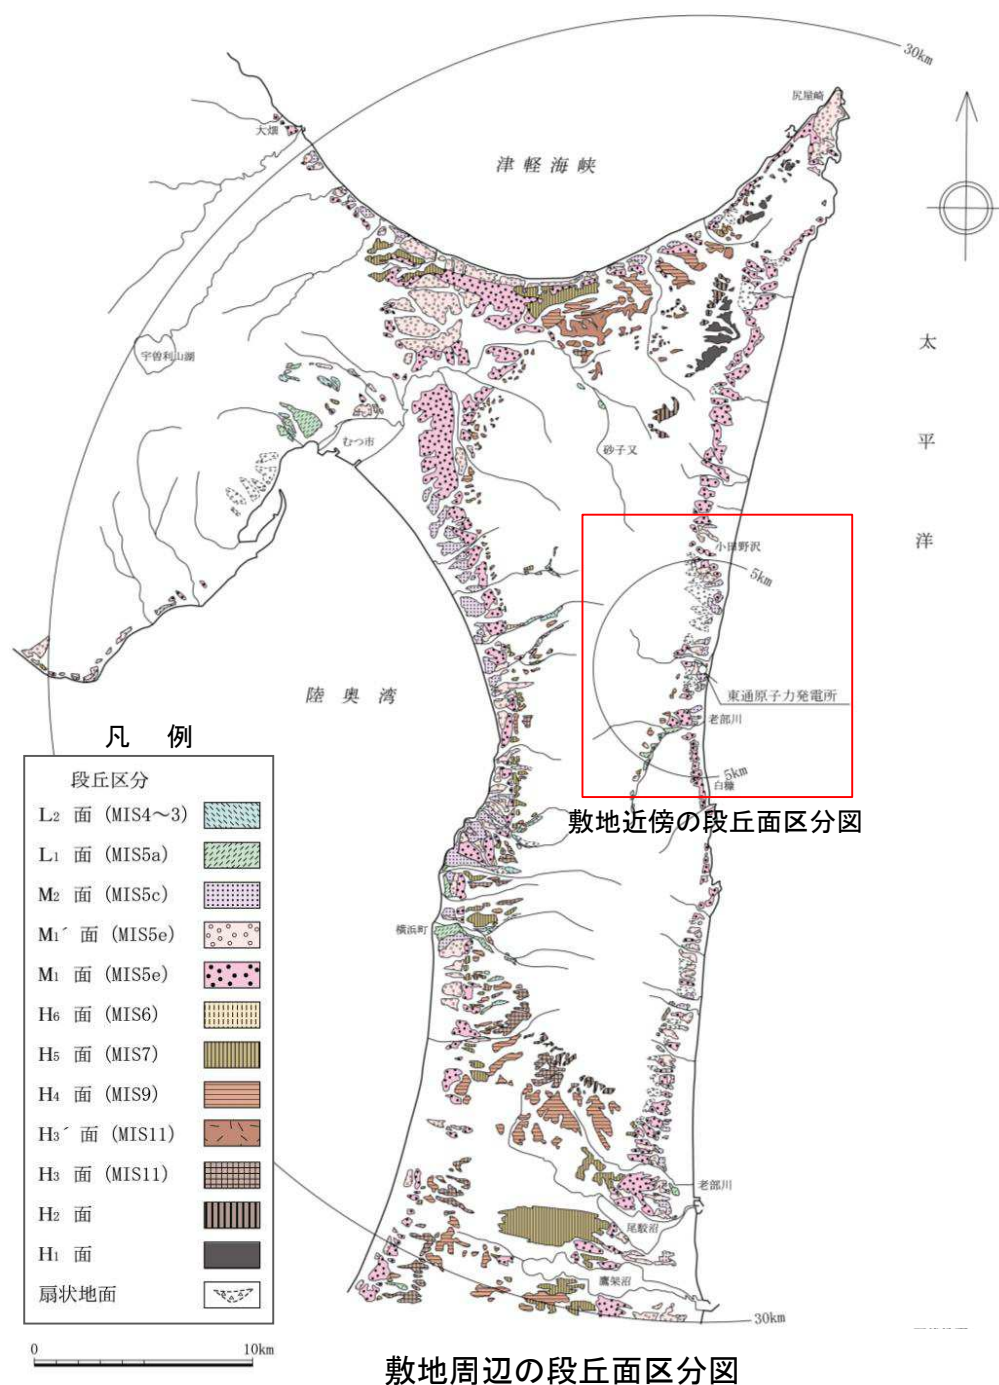 30km
尻屋崎
大畑
津軽海峡
宇曽利山湖
太平洋
むつ市
砂子又
小田野沢
5km
陸奥湾
東通原子力発電所
老部川
5km
白糠
敷地近傍の段丘面区分図
凡 例
段丘区分
L2 面 (MIS4～3)
L1 面 (MIS5a)
M2 面 (MIS5c)
M1´ 面 (MIS5e)
M1 面 (MIS5e)
H6 面 (MIS6)
H5 面 (MIS7)
H4 面 (MIS9)
H3´ 面 (MIS11)
H3 面 (MIS11)
H2 面
H1 面
扇状地面
横浜町
老部川
尾駮沼
鷹架沼
30km
0 10km
敷地周辺の段丘面区分図